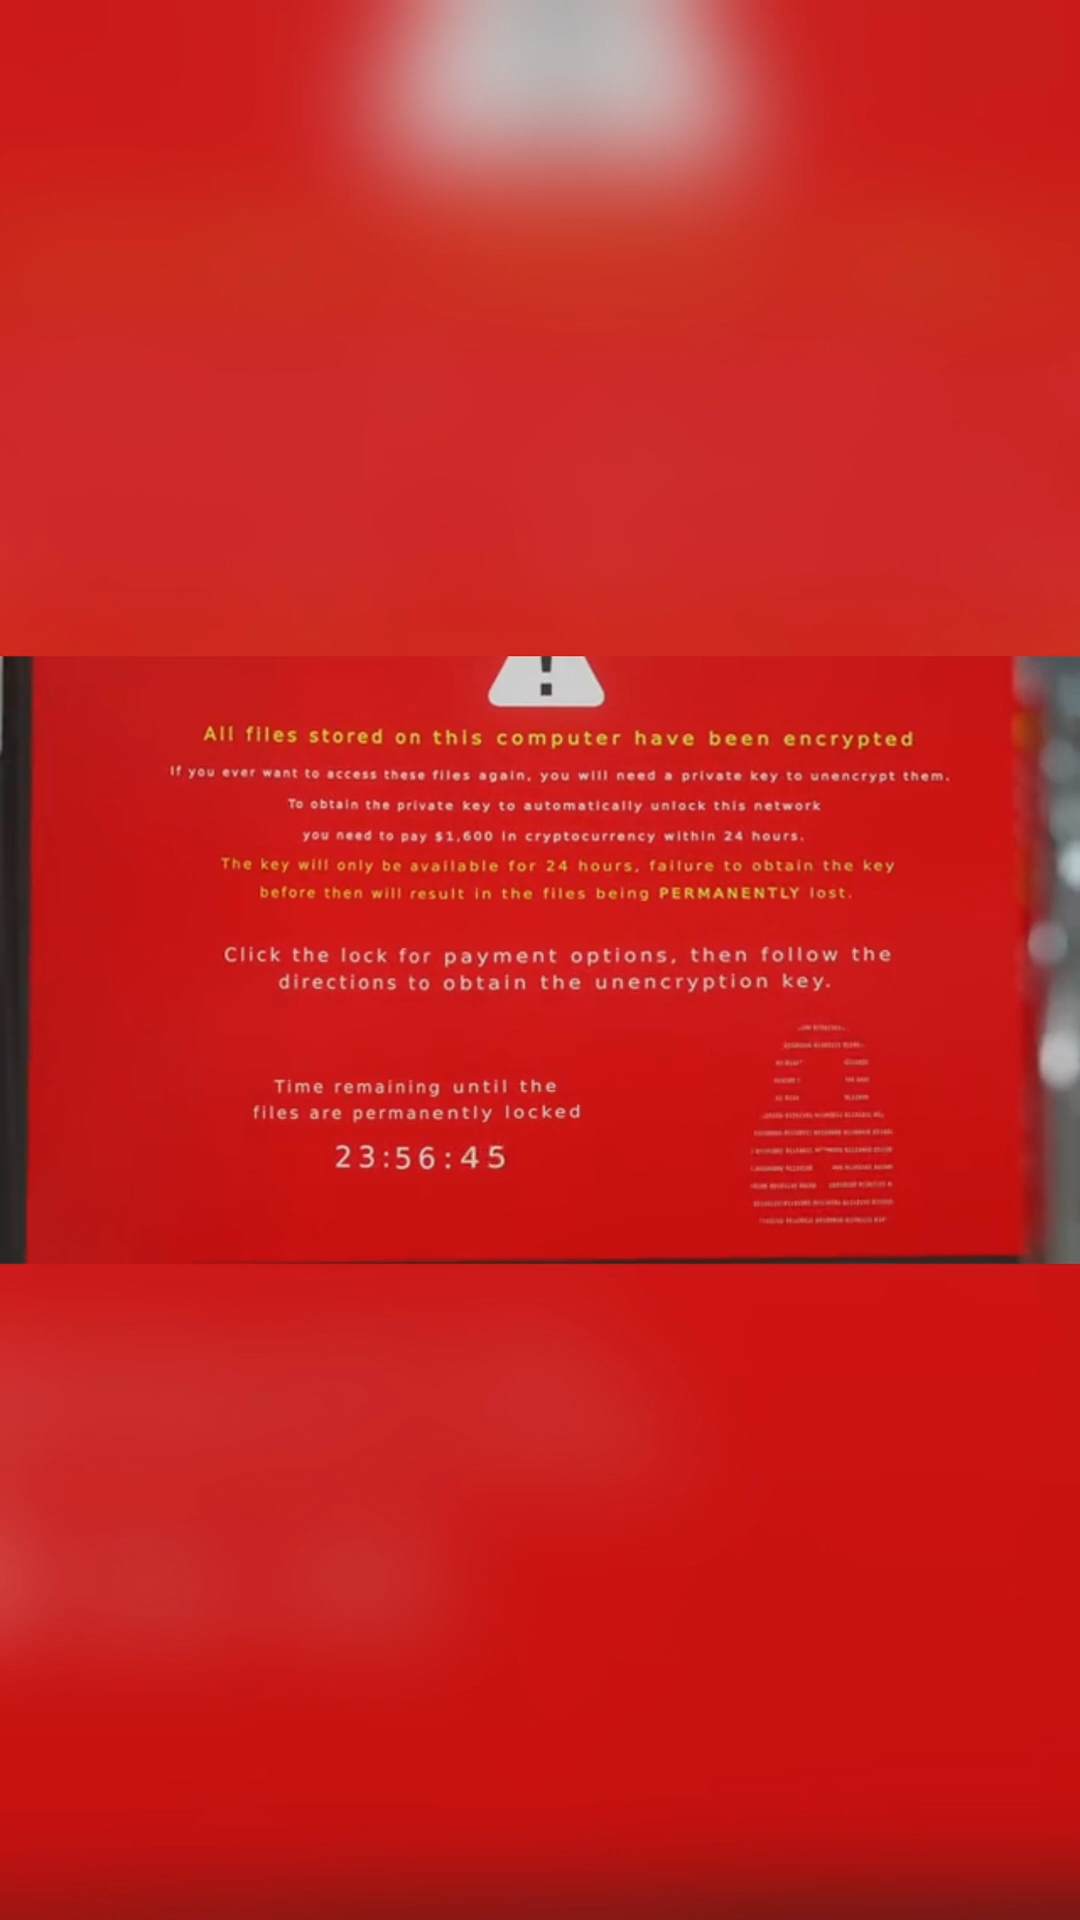 !
All files stored on this computer have been encrypted
If you ever want to access these files again, you will need a private key to unencrypt them.
To obtain the private key to automatically unlock this network
you need to pay $1,600 in cryptocurrency within 24 hours.
The key will only be available for 24 hours, failure to obtain the key
before then will result in the files being PERMANENTLY lost.
Click the lock for payment options, then follow the
directions to obtain the unencryption key.
Time remaining until the
files are permanently locked
23:56:45